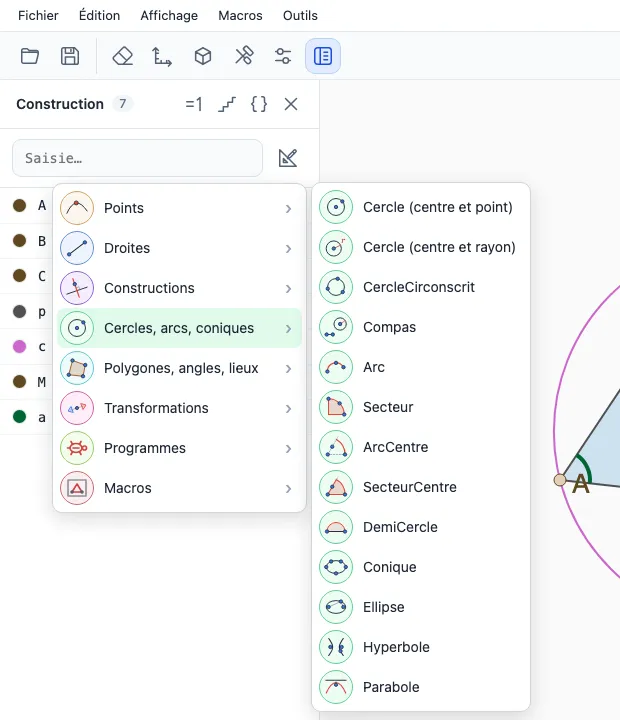 Fichier Édition Affichage Macros Outils
Construction 7 =1 { }
Saisie…
A
B
C
p
c
M
a
Points
Droites
Constructions
Cercles, arcs, coniques
Polygones, angles, lieux
Transformations
Programmes
Macros
Cercle (centre et point)
r
Cercle (centre et rayon)
CercleCirconscrit
Compas
Arc
Secteur
ArcCentre
SecteurCentre
DemiCercle
Conique
Ellipse
Hyperbole
Parabole
A